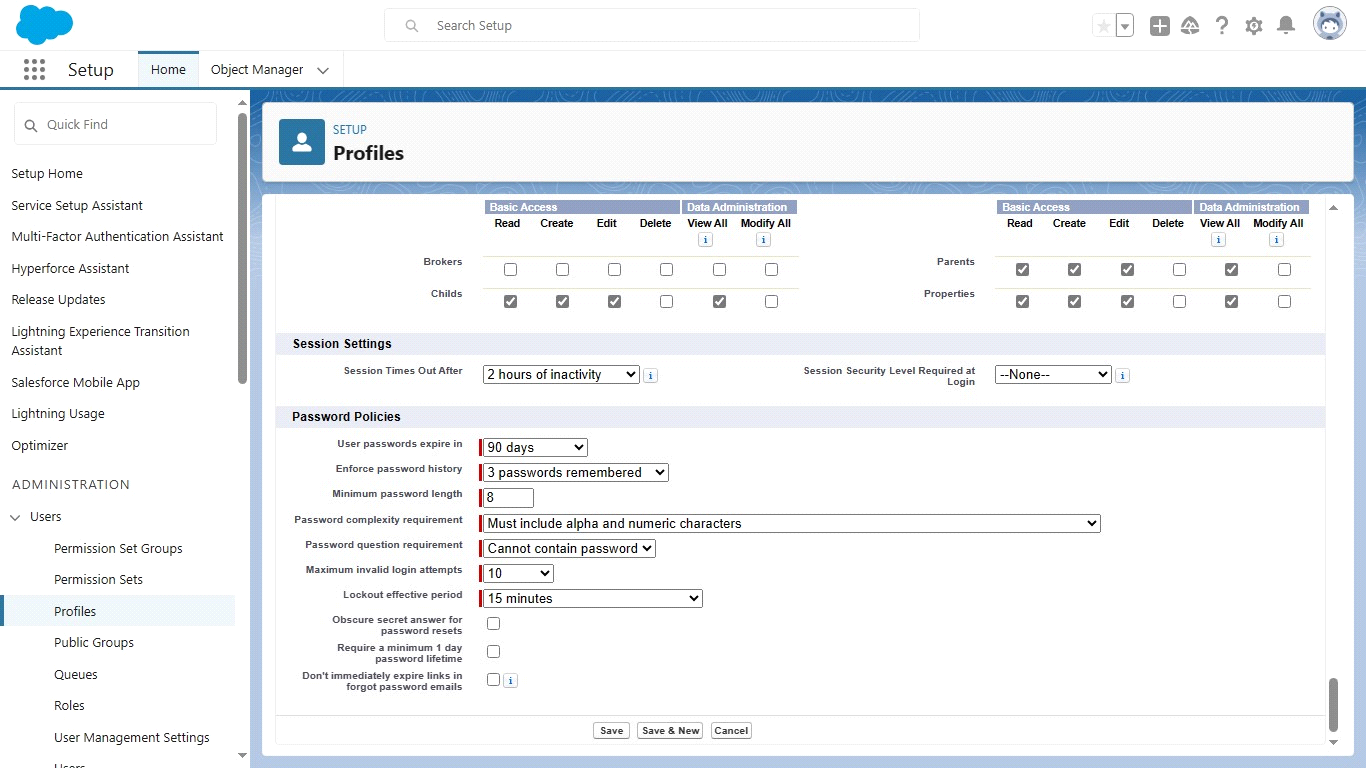 Search Setup
Setup
Home
Object Manager
Quick Find
Setup Home
Service Setup Assistant
Multi-Factor Authentication Assistant
Hyperforce Assistant
Release Updates
Lightning Experience Transition
Assistant
Salesforce Mobile App
Lightning Usage
Optimizer
ADMINISTRATION
Users
Permission Set Groups
Permission Sets
Profiles
Public Groups
Queues
Roles
User Management Settings
Users
SETUP
Profiles
Basic Access Data Administration Basic Access Data Administration
Read Create Edit Delete View All Modify All Read Create Edit Delete View All Modify All
i i i i
Brokers Parents
Childs Properties
Session Settings
Session Times Out After 2 hours of inactivity i
Session Security Level Required at
Login
--None-- i
Password Policies
User passwords expire in 90 days
Enforce password history 3 passwords remembered
Minimum password length 8
Password complexity requirement Must include alpha and numeric characters
Password question requirement Cannot contain password
Maximum invalid login attempts 10
Lockout effective period 15 minutes
Obscure secret answer for
password resets
Require a minimum 1 day
password lifetime
Don't immediately expire links in
forgot password emails i
Save Save & New Cancel